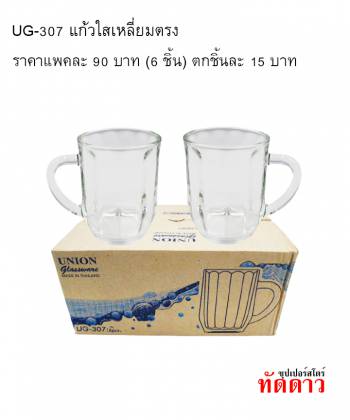 UG-307 แก้วใสเหลี่ยมตรง
ราคาแพคละ 90 บาท (6 ชิ้น) ตกชิ้นละ 15 บาท
UNION
Glassware
MADE IN THAILAND
UG-307
ซุปเปอร์สโตร์
ทัดดาว